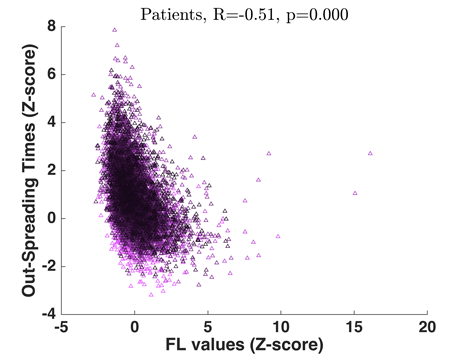 Patients, R=-0.51, p=0.000
8
6
4
2
0
-2
-4
Out-Spreading Times (Z-score)
-5 0 5 10 15 20
FL values (Z-score)